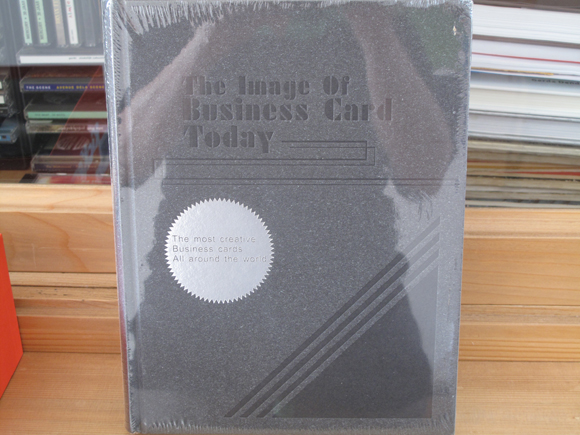 The Image Of
Business Card
Today
The most creative
Business cards
All around the world